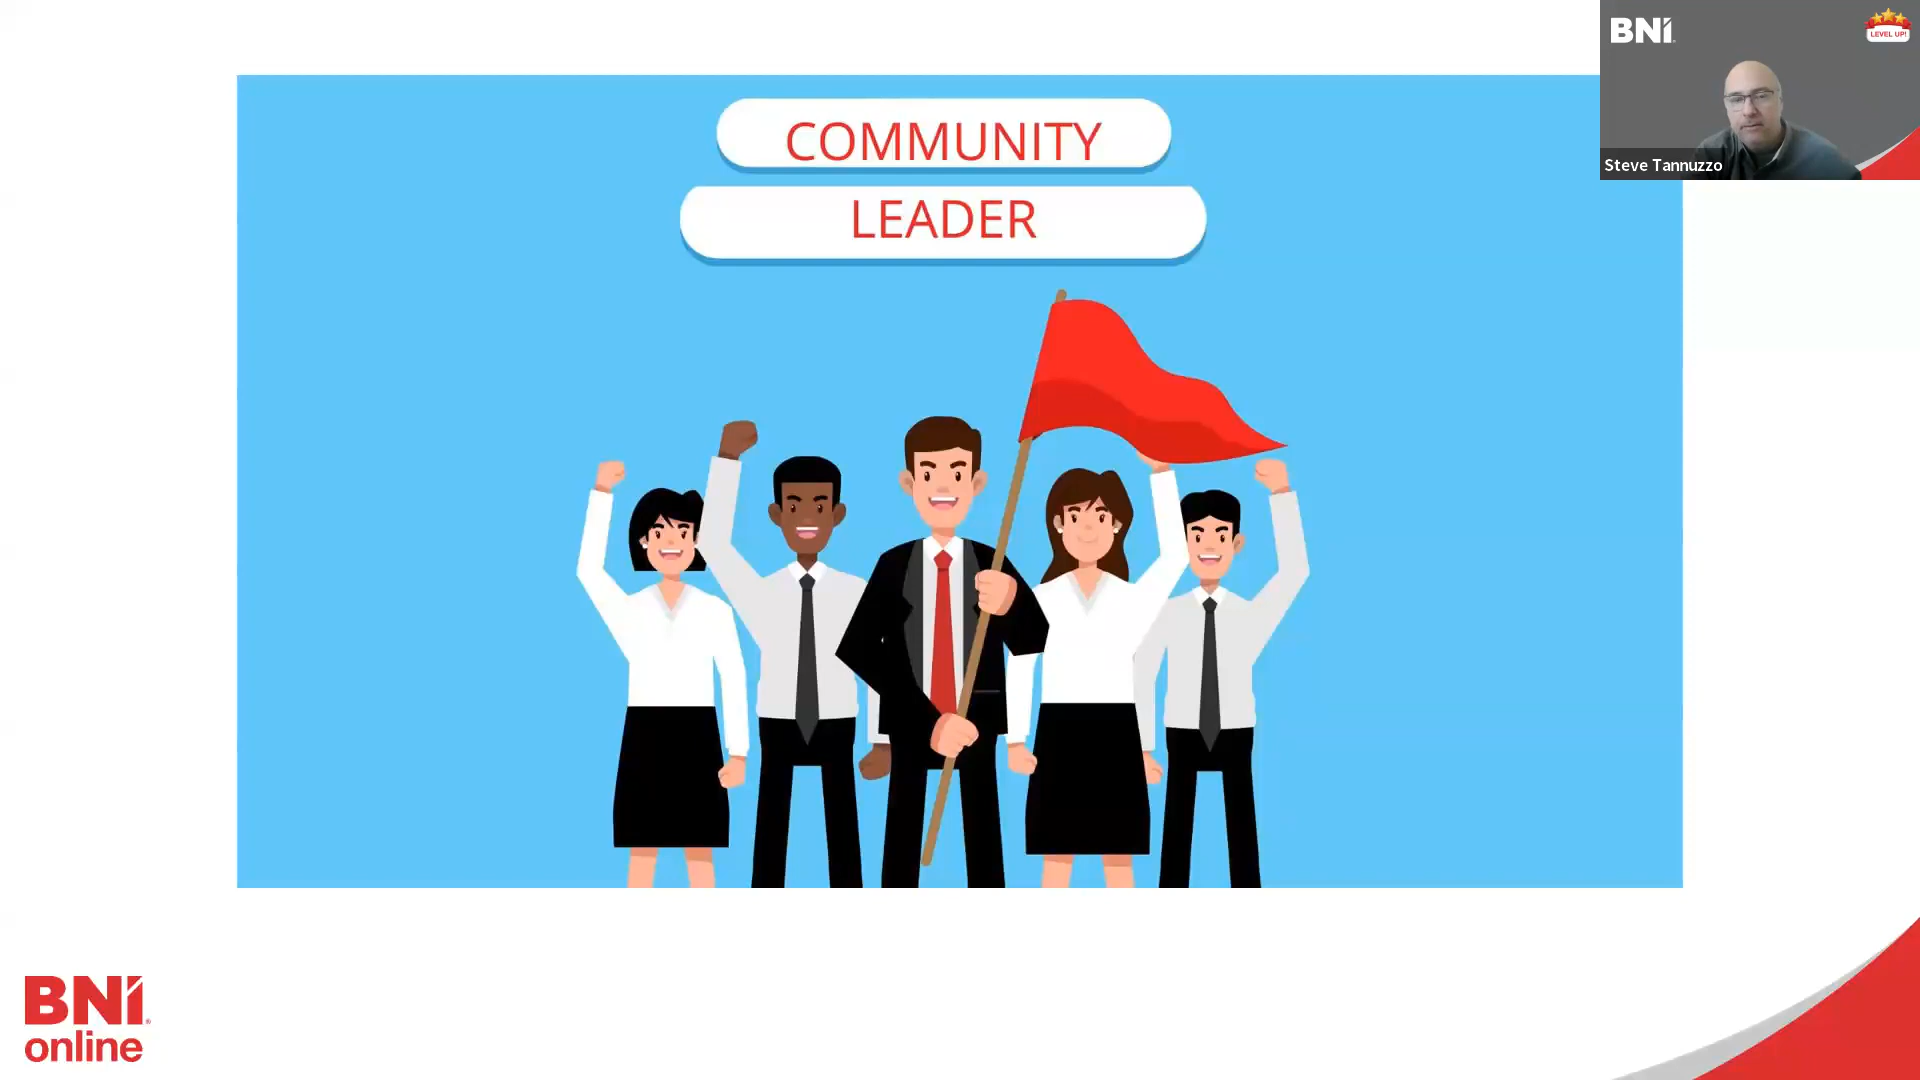 BNI
LEVEL UP!
COMMUNITY
LEADER
Steve Tannuzzo
BNI
online